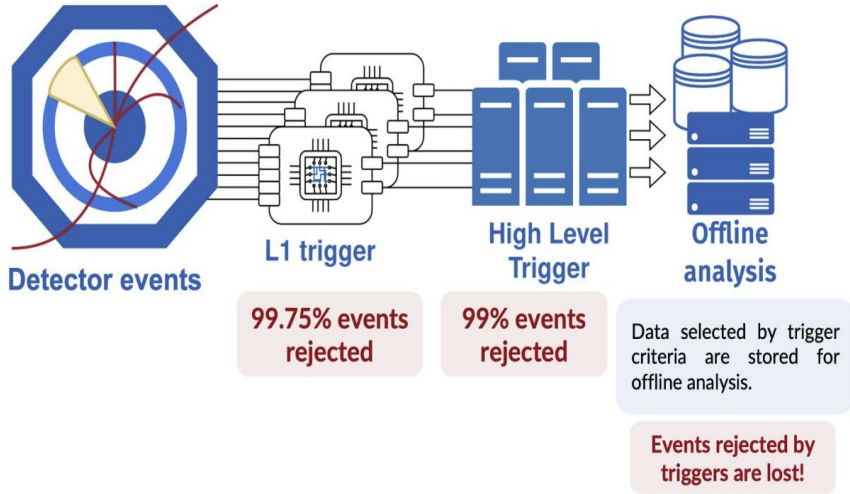 Detector events
L1 trigger
High Level
Trigger
Offline
analysis
99.75% events
rejected
99% events
rejected
Data selected by trigger
criteria are stored for
offline analysis.
Events rejected by
triggers are lost!